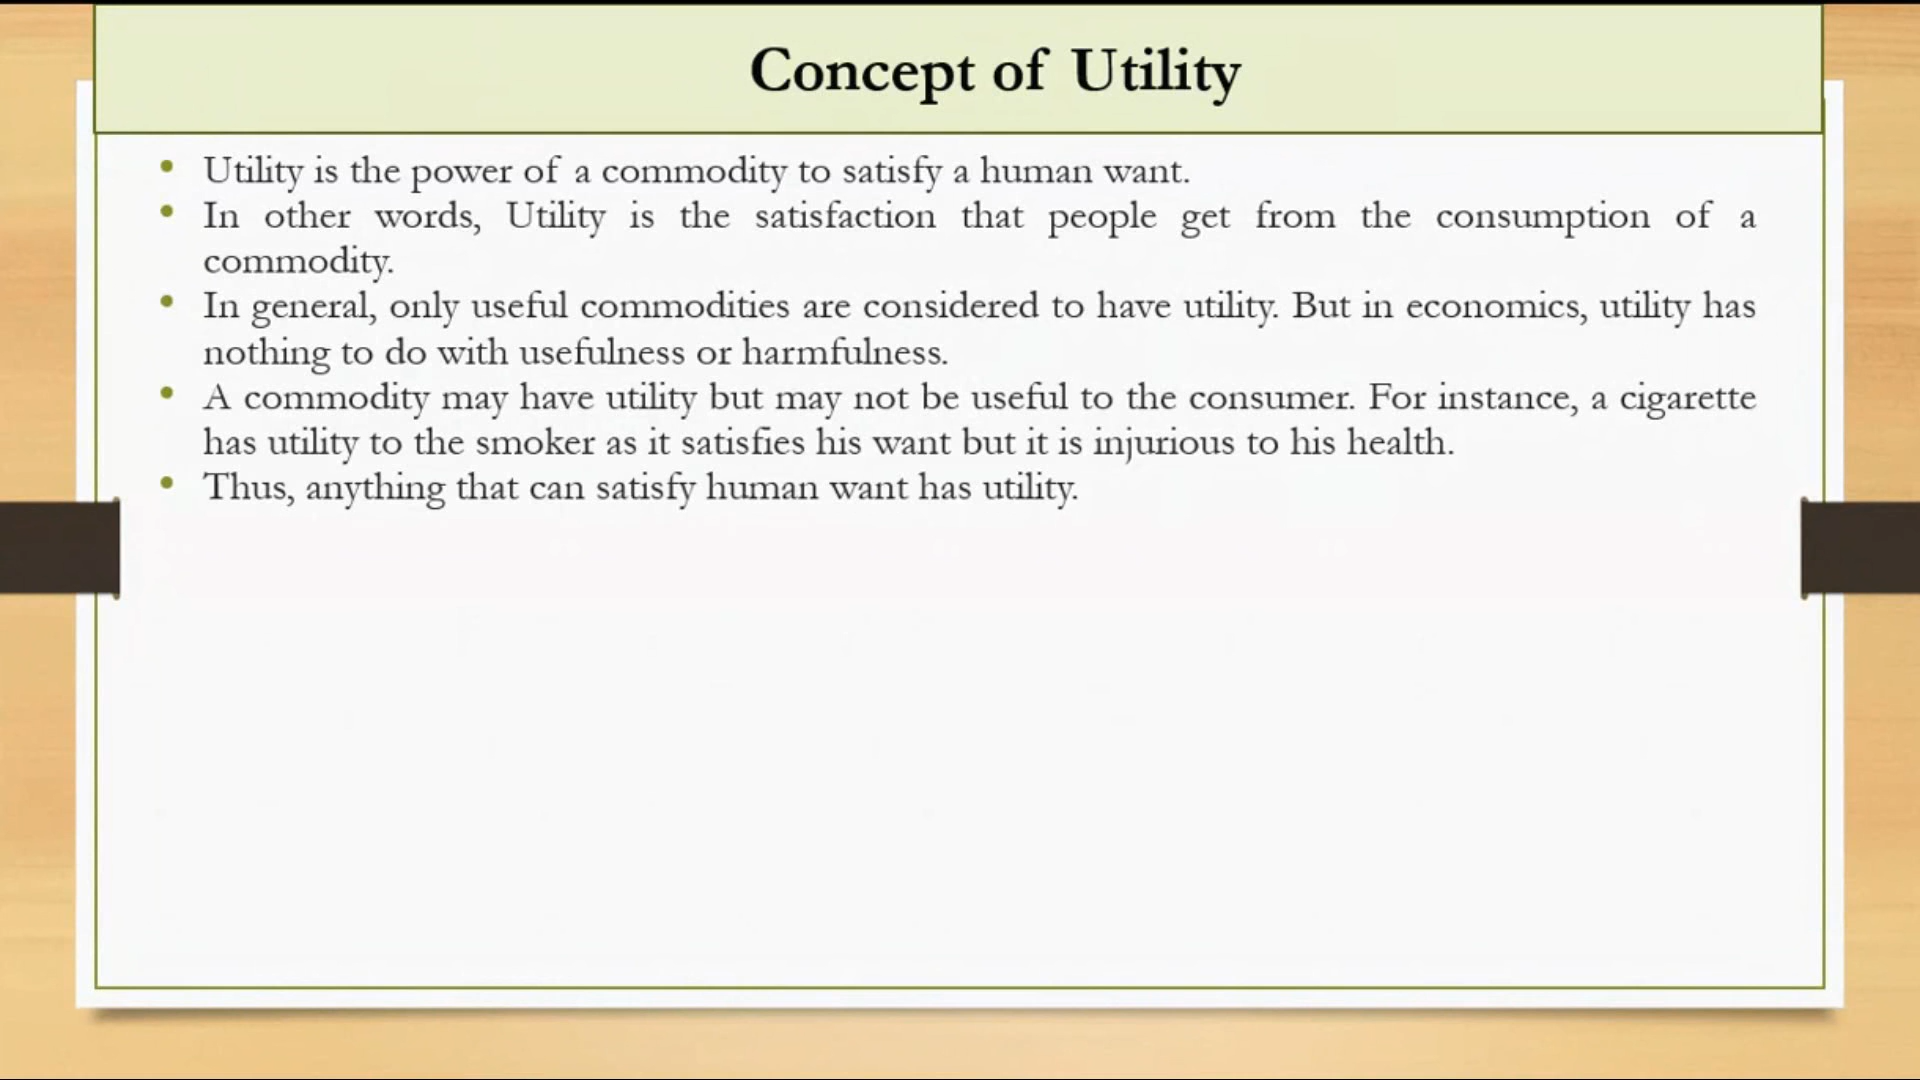 Concept of Utility
• Utility is the power of a commodity to satisfy a human want.
• In other words, Utility is the satisfaction that people get from the consumption of a
commodity.
• In general, only useful commodities are considered to have utility. But in economics, utility has
nothing to do with usefulness or harmfulness.
• A commodity may have utility but may not be useful to the consumer. For instance, a cigarette
has utility to the smoker as it satisfies his want but it is injurious to his health.
• Thus, anything that can satisfy human want has utility.